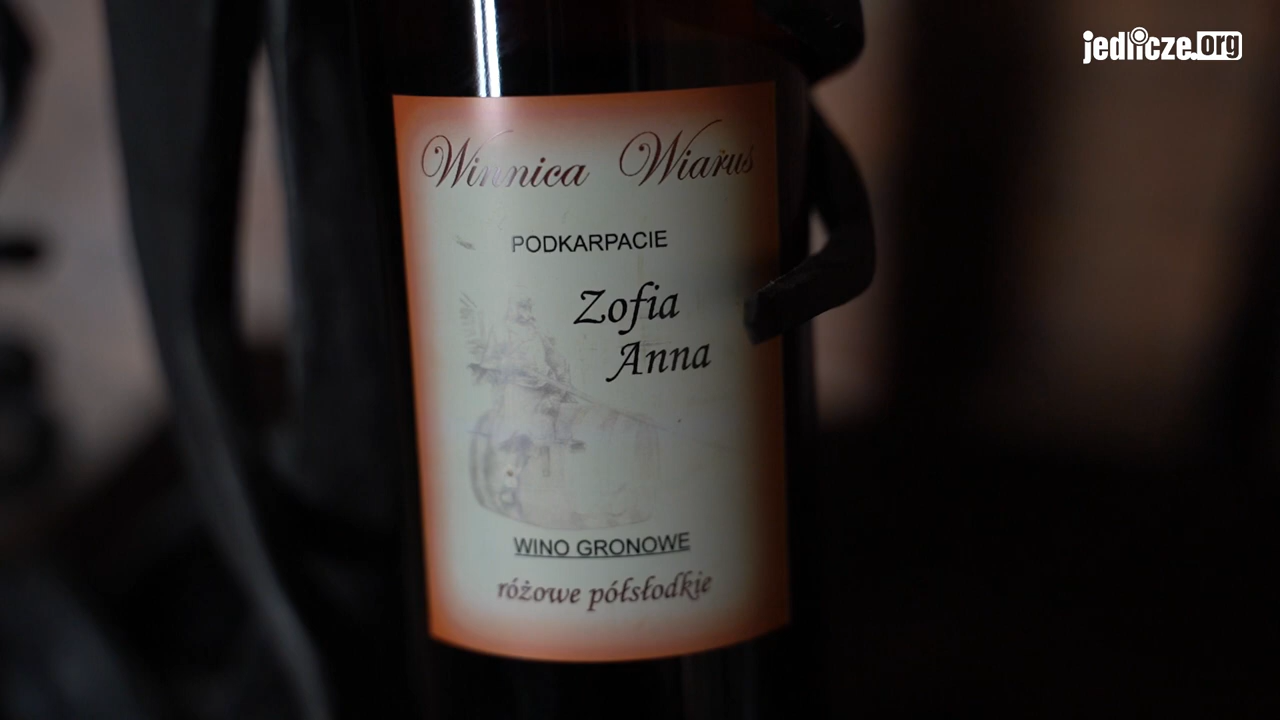 jedlicze.org
Winnica Wiarus
PODKARPACIE
Zofia
Anna
WINO GRONOWE
różowe półsłodkie